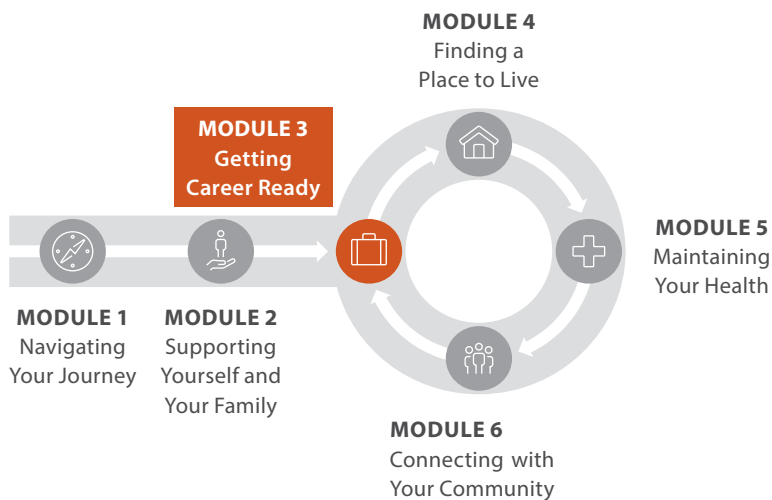 MODULE 4
Finding a
Place to Live
MODULE 3
Getting
Career Ready
MODULE 5
Maintaining
Your Health
MODULE 1
Navigating
Your Journey
MODULE 2
Supporting
Yourself and
Your Family
MODULE 6
Connecting with
Your Community